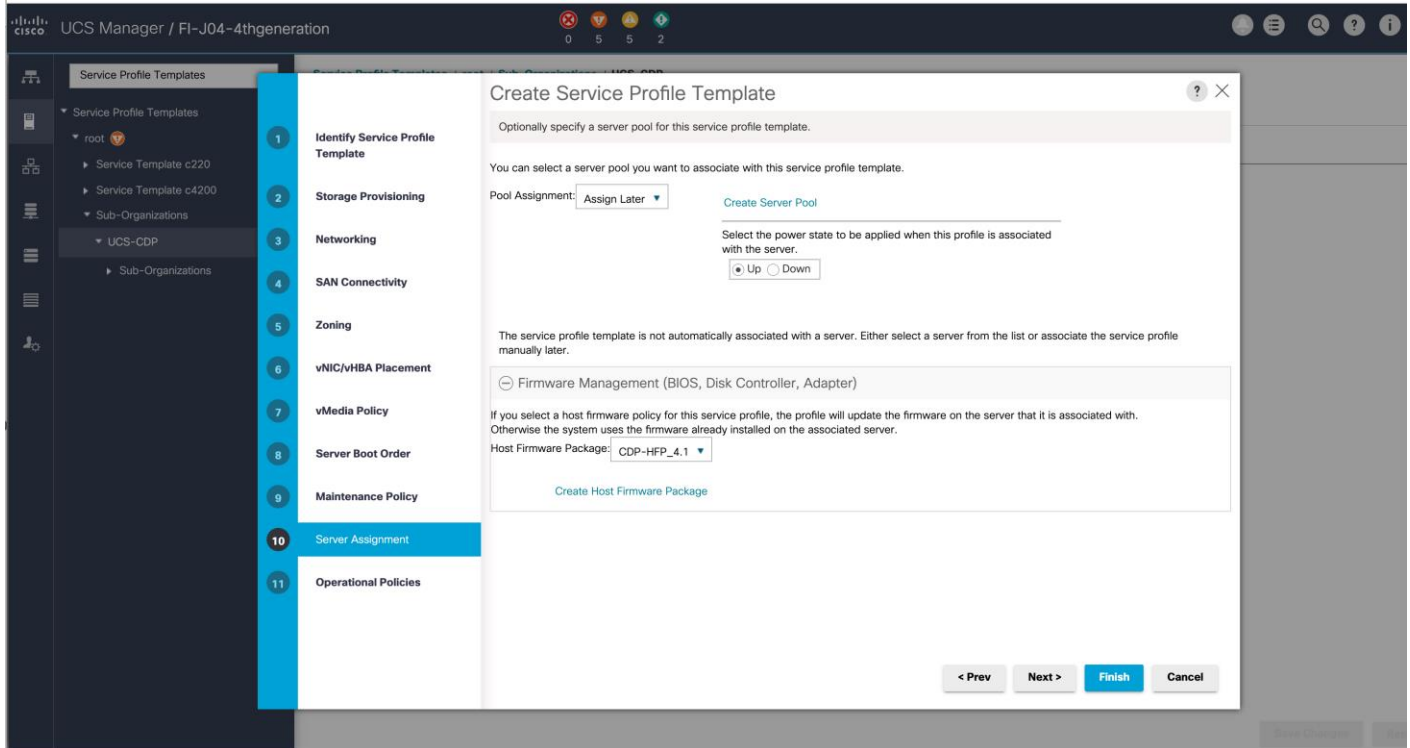 CISCO
UCS Manager / FI-J04-4thgeneration
0 5 5 2
Service Profile Templates
Service Profile Templates
root
Service Template c220
Service Template c4200
Sub-Organizations
UCS-CDP
Sub-Organizations
1 Identify Service Profile
Template
2 Storage Provisioning
3 Networking
4 SAN Connectivity
5 Zoning
6 vNIC/vHBA Placement
7 vMedia Policy
8 Server Boot Order
9 Maintenance Policy
10 Server Assignment
11 Operational Policies
Create Service Profile Template
Optionally specify a server pool for this service profile template.
You can select a server pool you want to associate with this service profile template.
Pool Assignment: Assign Later
Create Server Pool
Select the power state to be applied when this profile is associated
with the server.
Up Down
The service profile template is not automatically associated with a server. Either select a server from the list or associate the service profile
manually later.
Firmware Management (BIOS, Disk Controller, Adapter)
If you select a host firmware policy for this service profile, the profile will update the firmware on the server that it is associated with.
Otherwise the system uses the firmware already installed on the associated server.
Host Firmware Package: CDP-HFP_4.1
Create Host Firmware Package
< Prev Next > Finish Cancel